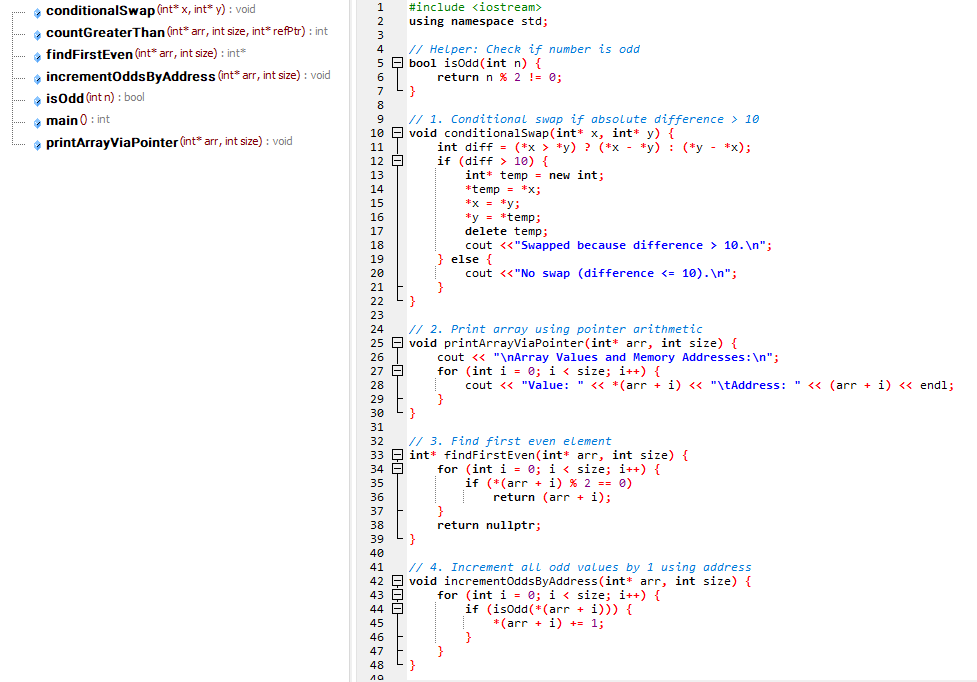 conditionalSwap (int* x, int* y) : void
countGreaterThan (int* arr, int size, int* refPtr) : int
findFirstEven (int* arr, int size) : int*
incrementOddsByAddress (int* arr, int size) : void
isOdd (int n) : bool
main () : int
printArrayViaPointer (int* arr, int size) : void
1 #include <iostream>
2 using namespace std;
3
4 // Helper: Check if number is odd
5 bool isOdd(int n) {
6     return n % 2 != 0;
7 }
8
9 // 1. Conditional swap if absolute difference > 10
10 void conditionalSwap(int* x, int* y) {
11     int diff = (*x > *y) ? (*x - *y) : (*y - *x);
12     if (diff > 10) {
13         int* temp = new int;
14         *temp = *x;
15         *x = *y;
16         *y = *temp;
17         delete temp;
18         cout <<"Swapped because difference > 10.\n";
19     } else {
20         cout <<"No swap (difference <= 10).\n";
21     }
22 }
23
24 // 2. Print array using pointer arithmetic
25 void printArrayViaPointer(int* arr, int size) {
26     cout << "\nArray Values and Memory Addresses:\n";
27     for (int i = 0; i < size; i++) {
28         cout << "Value: " << *(arr + i) << "\tAddress: " << (arr + i) << endl;
29     }
30 }
31
32 // 3. Find first even element
33 int* findFirstEven(int* arr, int size) {
34     for (int i = 0; i < size; i++) {
35         if (*(arr + i) % 2 == 0)
36             return (arr + i);
37     }
38     return nullptr;
39 }
40
41 // 4. Increment all odd values by 1 using address
42 void incrementOddsByAddress(int* arr, int size) {
43     for (int i = 0; i < size; i++) {
44         if (isOdd(*(arr + i))) {
45             *(arr + i) += 1;
46         }
47     }
48 }
49